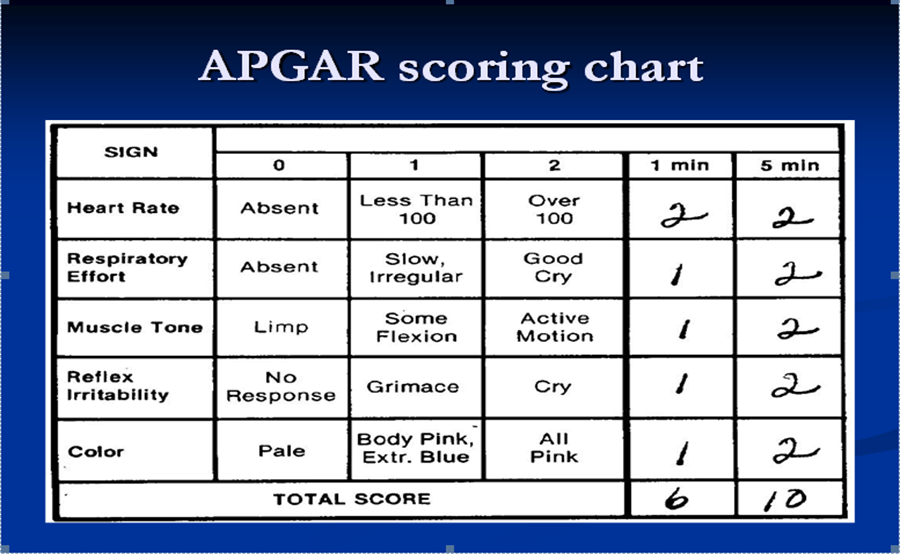 APGAR scoring chart
SIGN
0 1 2 1 min 5 min
Heart Rate Absent Less Than 100 Over 100 2 2
Respiratory Effort Absent Slow, Irregular Good Cry 1 2
Muscle Tone Limp Some Flexion Active Motion 1 2
Reflex Irritability No Response Grimace Cry 1 2
Color Pale Body Pink, Extr. Blue All Pink 1 2
TOTAL SCORE 6 10